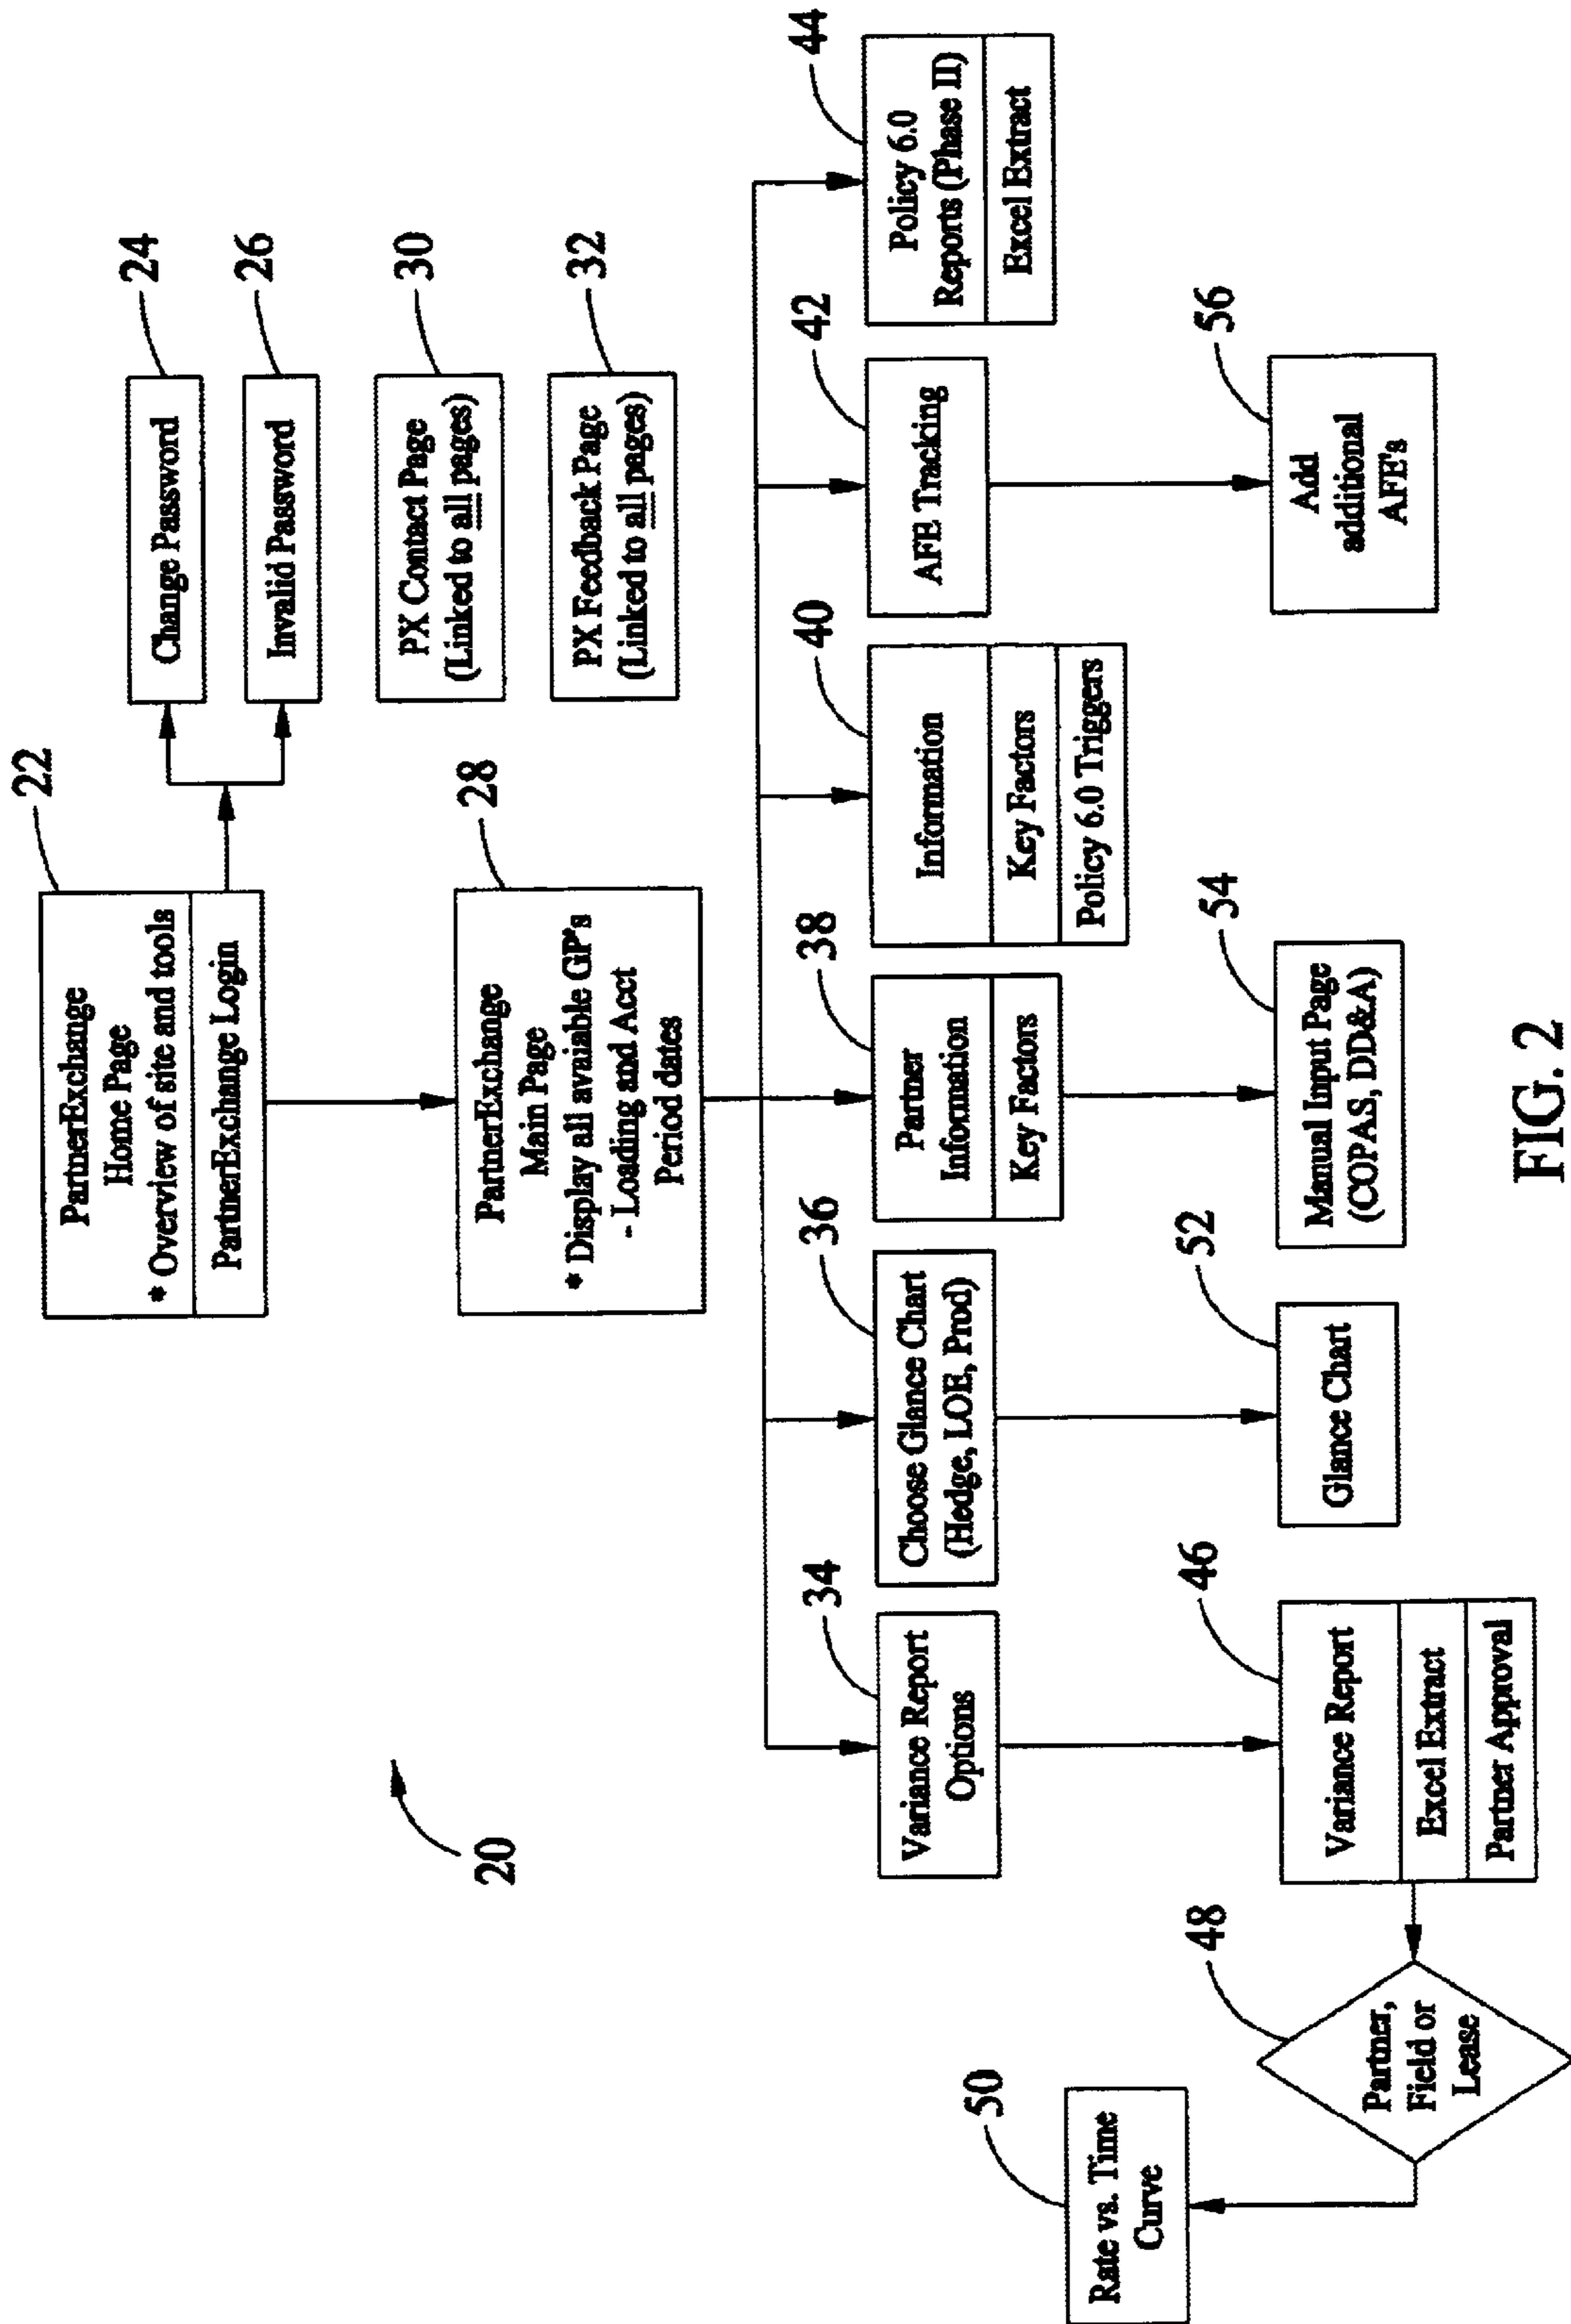 22
PartnerExchange
Home Page
* Overview of site and tools
PartnerExchange Login
24
Change Password
26
Invalid Password
28
PartnerExchange
Main Page
* Display all avaiable GP's
- Loading and Acct
Period dates
30
PX Contact Page
(Linked to all pages)
32
PX Feedback Page
(Linked to all pages)
20
34
Variance Report
Options
36
Choose Glance Chart
(Hedge, LOE, Prod)
38
Partner
Information
Key Factors
40
Information
Key Factors
Policy 6.0 Triggers
42
AFE Tracking
44
Policy 6.0
Reports (Phase II)
Excel Extract
50
Rate vs. Time
Curve
48
Partner,
Field or
Lease
46
Variance Report
Excel Extract
Partner Approval
52
Glance Chart
54
Manual Input Page
(COPAS, DD&A)
56
Add
additional
AFE's
FIG. 2